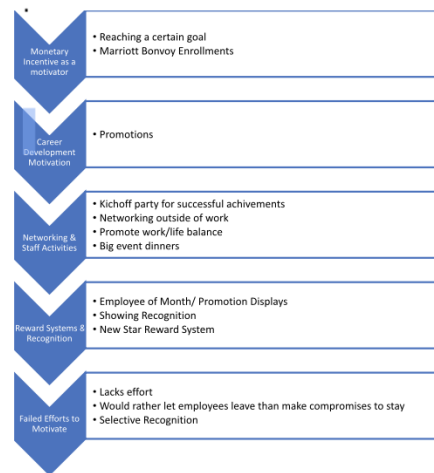 Monetary
Incentive as a
motivator
• Reaching a certain goal
• Marriott Bonvoy Enrollments
Career
Development
Motivation
• Promotions
Networking &
Staff Activities
• Kichoff party for successful achivements
• Networking outside of work
• Promote work/life balance
• Big event dinners
Reward Systems &
Recognition
• Employee of Month/ Promotion Displays
• Showing Recognition
• New Star Reward System
Failed Efforts to
Motivate
• Lacks effort
• Would rather let employees leave than make compromises to stay
• Selective Recognition